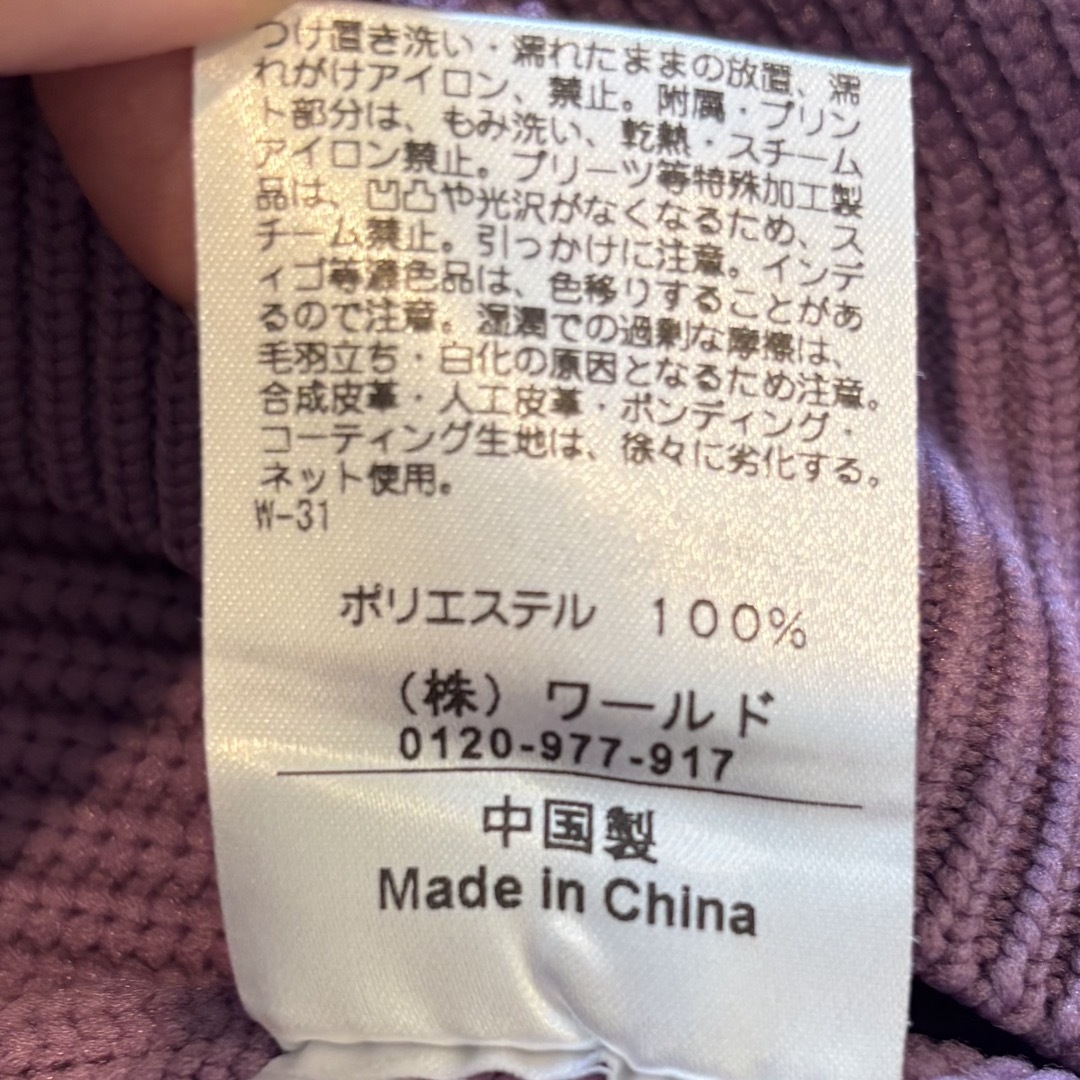 つけ置き洗い・濡れたままの放置、濡
れがけアイロン、禁止。附属・プリン
ト部分は、もみ洗い、乾熱・スチーム
アイロン禁止。プリーツ等特殊加工製
品は、凹凸や光沢がなくなるため、ス
チーム禁止。引っかけに注意。インデ
ィゴ等濃色品は、色移りすることがあ
るので注意。湿潤での過剰な摩擦は、
毛羽立ち・白化の原因となるため注意。
合成皮革・人工皮革・ボンディング・
コーティング生地は、徐々に劣化する。
ネット使用。
W-31
ポリエステル 100%
(株) ワールド
0120-977-917
中国製
Made in China